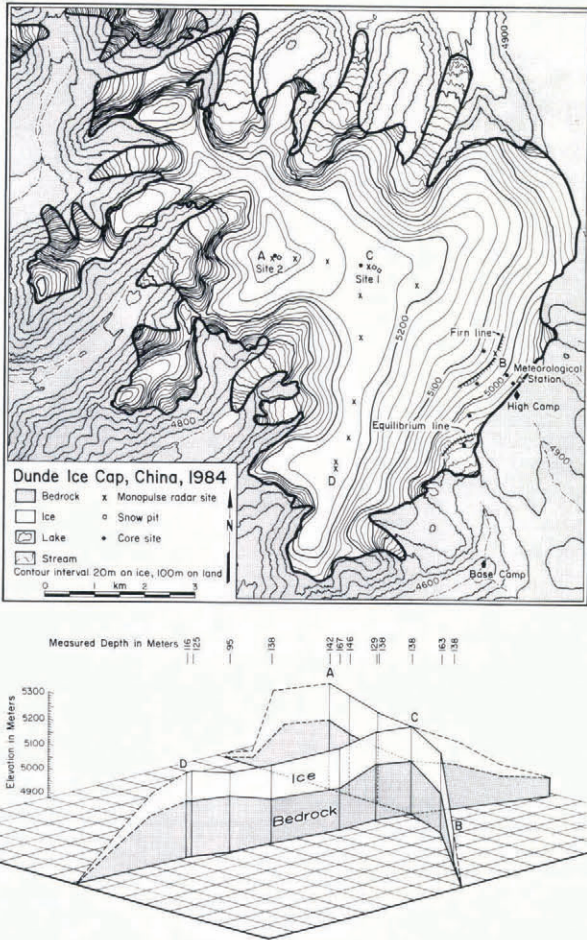 4900
A
Site 2
C
Site 1
5200
Firn line
B
5100
5000
Meteorological
Station
High Camp
4800
Equilibrium line
4900
D
Dunde Ice Cap, China, 1984
Bedrock x Monopulse radar site
Ice o Snow pit
Lake • Core site
Stream
N
Contour interval 20m on ice, 100m on land
0 1 km 2 3
4600
Base Camp
Measured Depth in Meters
116 125 95 138 142 167 146 129 138 138 163 138
A
Elevation in Meters
5300
5200
5100
5000
4900
C
D
Ice
Bedrock
B